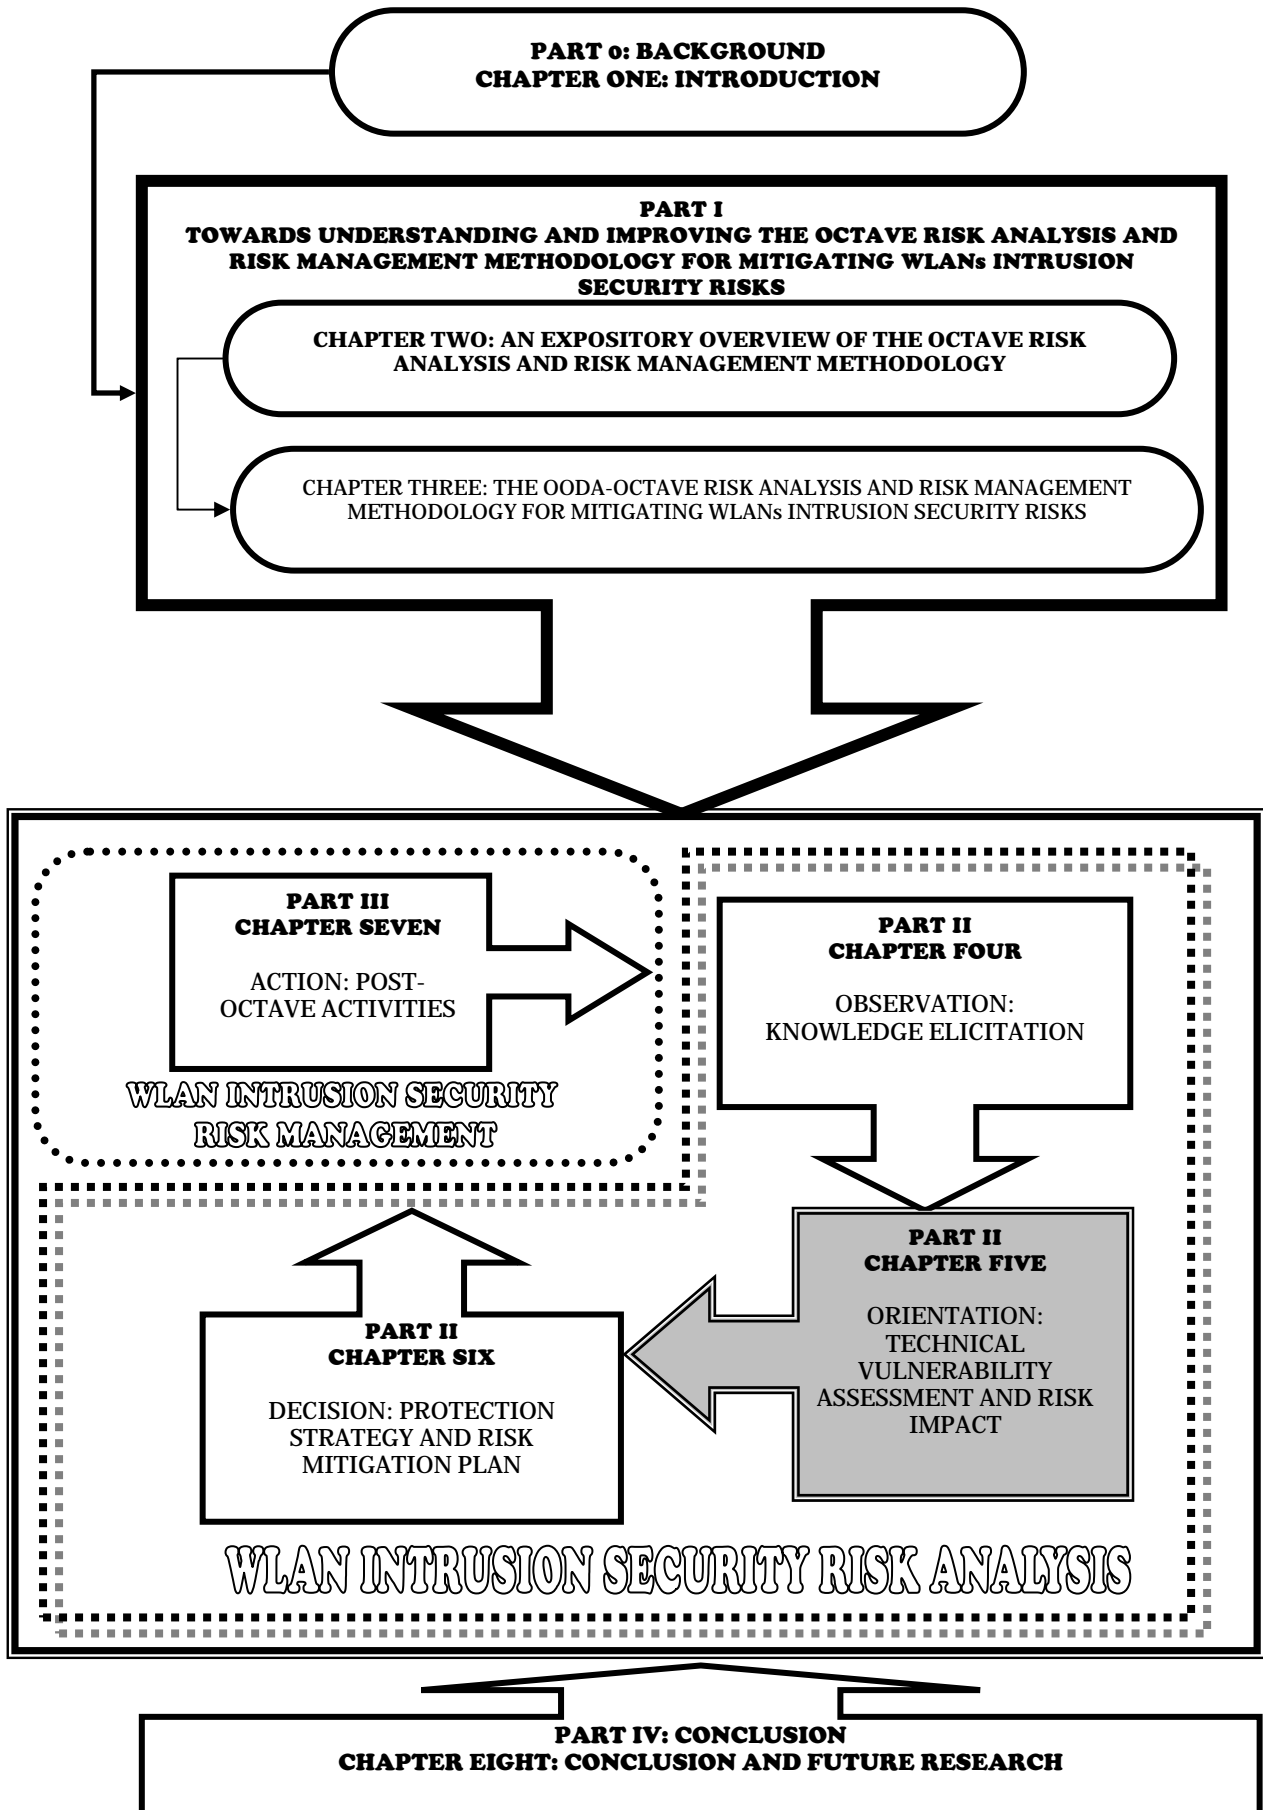 PART 0: BACKGROUND
CHAPTER ONE: INTRODUCTION
PART I
TOWARDS UNDERSTANDING AND IMPROVING THE OCTAVE RISK ANALYSIS AND
RISK MANAGEMENT METHODOLOGY FOR MITIGATING WLANs INTRUSION
SECURITY RISKS
CHAPTER TWO: AN EXPOSITORY OVERVIEW OF THE OCTAVE RISK
ANALYSIS AND RISK MANAGEMENT METHODOLOGY
CHAPTER THREE: THE OODA-OCTAVE RISK ANALYSIS AND RISK MANAGEMENT
METHODOLOGY FOR MITIGATING WLANs INTRUSION SECURITY RISKS
PART III
CHAPTER SEVEN
ACTION: POST-
OCTAVE ACTIVITIES
WLAN INTRUSION SECURITY
RISK MANAGEMENT
PART II
CHAPTER FOUR
OBSERVATION:
KNOWLEDGE ELICITATION
PART II
CHAPTER FIVE
ORIENTATION:
TECHNICAL
VULNERABILITY
ASSESSMENT AND RISK
IMPACT
PART II
CHAPTER SIX
DECISION: PROTECTION
STRATEGY AND RISK
MITIGATION PLAN
WLAN INTRUSION SECURITY RISK ANALYSIS
PART IV: CONCLUSION
CHAPTER EIGHT: CONCLUSION AND FUTURE RESEARCH